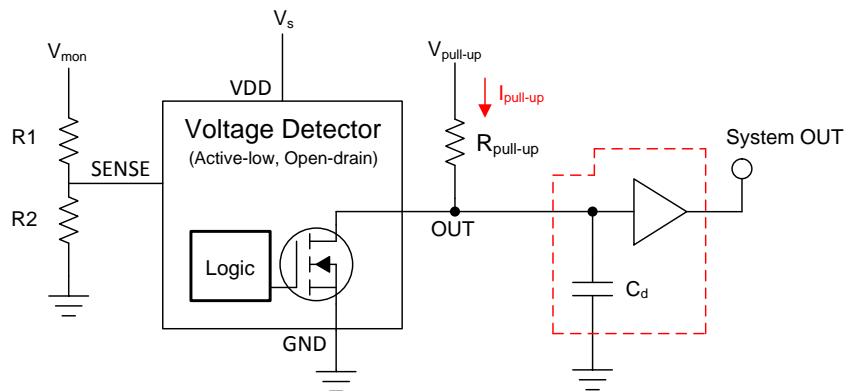 V_s
V_mon
V_pull-up
VDD
I_pull-up
Voltage Detector
(Active-low, Open-drain)
R1
R_pull-up
System OUT
SENSE
R2
OUT
Logic
C_d
GND